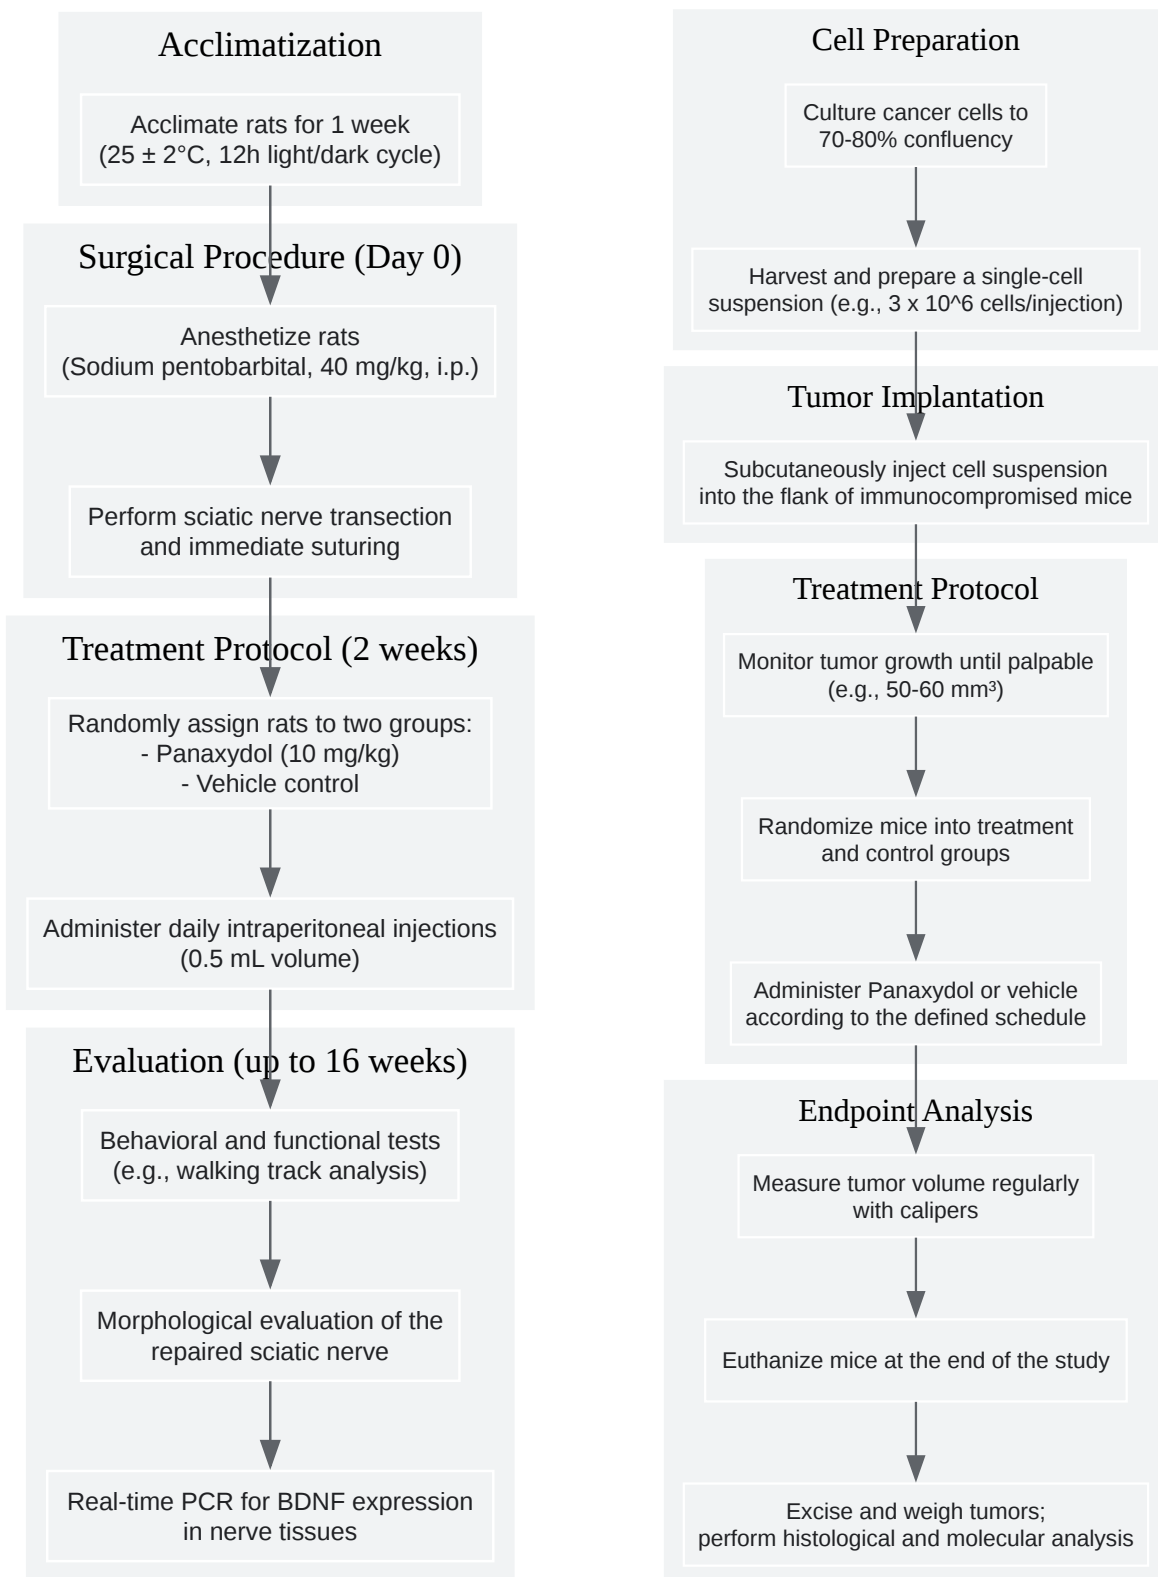 Acclimatization
Acclimate rats for 1 week
(25 ± 2°C, 12h light/dark cycle)
Surgical Procedure (Day 0)
Anesthetize rats
(Sodium pentobarbital, 40 mg/kg, i.p.)
Perform sciatic nerve transection
and immediate suturing
Treatment Protocol (2 weeks)
Randomly assign rats to two groups:
- Panaxydol (10 mg/kg)
- Vehicle control
Administer daily intraperitoneal injections
(0.5 mL volume)
Evaluation (up to 16 weeks)
Behavioral and functional tests
(e.g., walking track analysis)
Morphological evaluation of the
repaired sciatic nerve
Real-time PCR for BDNF expression
in nerve tissues
Cell Preparation
Culture cancer cells to
70-80% confluency
Harvest and prepare a single-cell
suspension (e.g., 3 x 10^6 cells/injection)
Tumor Implantation
Subcutaneously inject cell suspension
into the flank of immunocompromised mice
Treatment Protocol
Monitor tumor growth until palpable
(e.g., 50-60 mm³)
Randomize mice into treatment
and control groups
Administer Panaxydol or vehicle
according to the defined schedule
Endpoint Analysis
Measure tumor volume regularly
with calipers
Euthanize mice at the end of the study
Excise and weigh tumors;
perform histological and molecular analysis